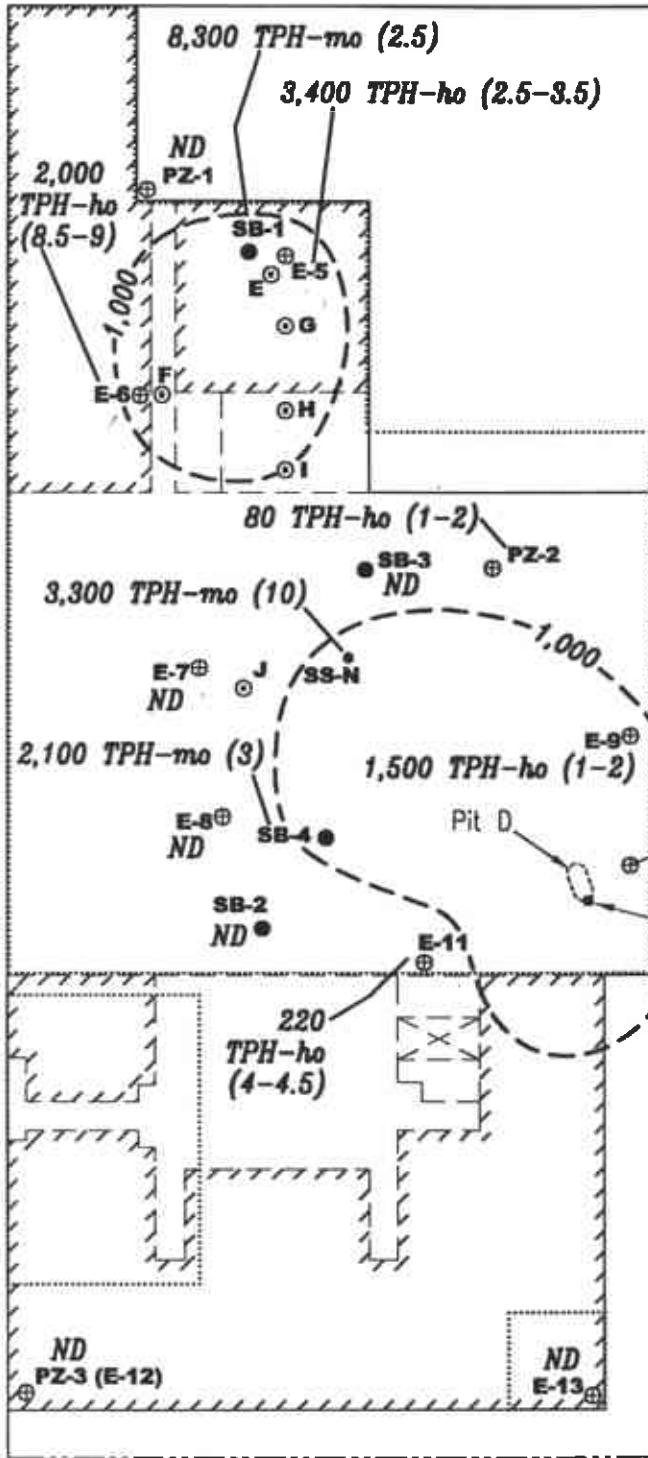 8,300 TPH-mo (2.5)
3,400 TPH-ho (2.5-3.5)
ND
PZ-1
2,000
TPH-ho
(8.5-9)
SB-1
E-5
E
1,000
G
F
E-6
H
I
80 TPH-ho (1-2)
SB-3
ND
PZ-2
3,300 TPH-mo (10)
1,000
SS-N
E-7
ND
J
E-9
2,100 TPH-mo (3)
1,500 TPH-ho (1-2)
E-8
ND
SB-4
Pit D
SB-2
ND
E-11
220
TPH-ho
(4-4.5)
ND
PZ-3 (E-12)
ND
E-13